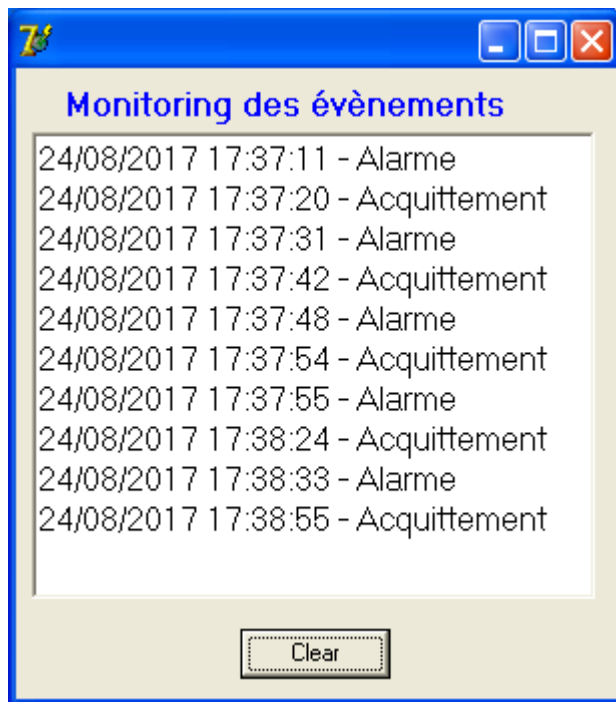 Monitoring des évènements
24/08/2017 17:37:11 - Alarme
24/08/2017 17:37:20 - Acquittement
24/08/2017 17:37:31 - Alarme
24/08/2017 17:37:42 - Acquittement
24/08/2017 17:37:48 - Alarme
24/08/2017 17:37:54 - Acquittement
24/08/2017 17:37:55 - Alarme
24/08/2017 17:38:24 - Acquittement
24/08/2017 17:38:33 - Alarme
24/08/2017 17:38:55 - Acquittement
Clear